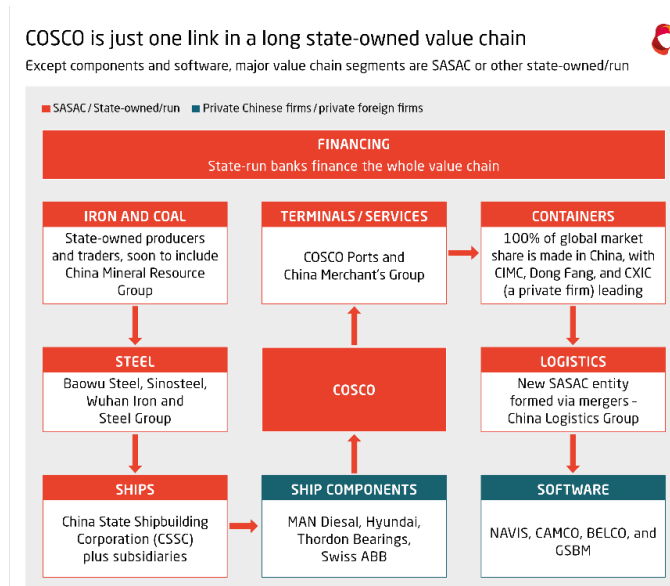 COSCO is just one link in a long state-owned value chain
Except components and software, major value chain segments are SASAC or other state-owned/run
SASAC/State-owned/run
Private Chinese firms/private foreign firms
FINANCING
State-run banks finance the whole value chain
IRON AND COAL
State-owned producers
and traders, soon to include
China Mineral Resource
Group
TERMINALS/SERVICES
COSCO Ports and
China Merchant's Group
CONTAINERS
100% of global market
share is made in China, with
CIMC, Dong Fang, and CXIC
(a private firm) leading
STEEL
Baowu Steel, Sinosteel,
Wuhan Iron and
Steel Group
COSCO
LOGISTICS
New SASAC entity
formed via mergers –
China Logistics Group
SHIPS
China State Shipbuilding
Corporation (CSSC)
plus subsidiaries
SHIP COMPONENTS
MAN Diesal, Hyundai,
Thordon Bearings,
Swiss ABB
SOFTWARE
NAVIS, CAMCO, BELCO, and
GSBM